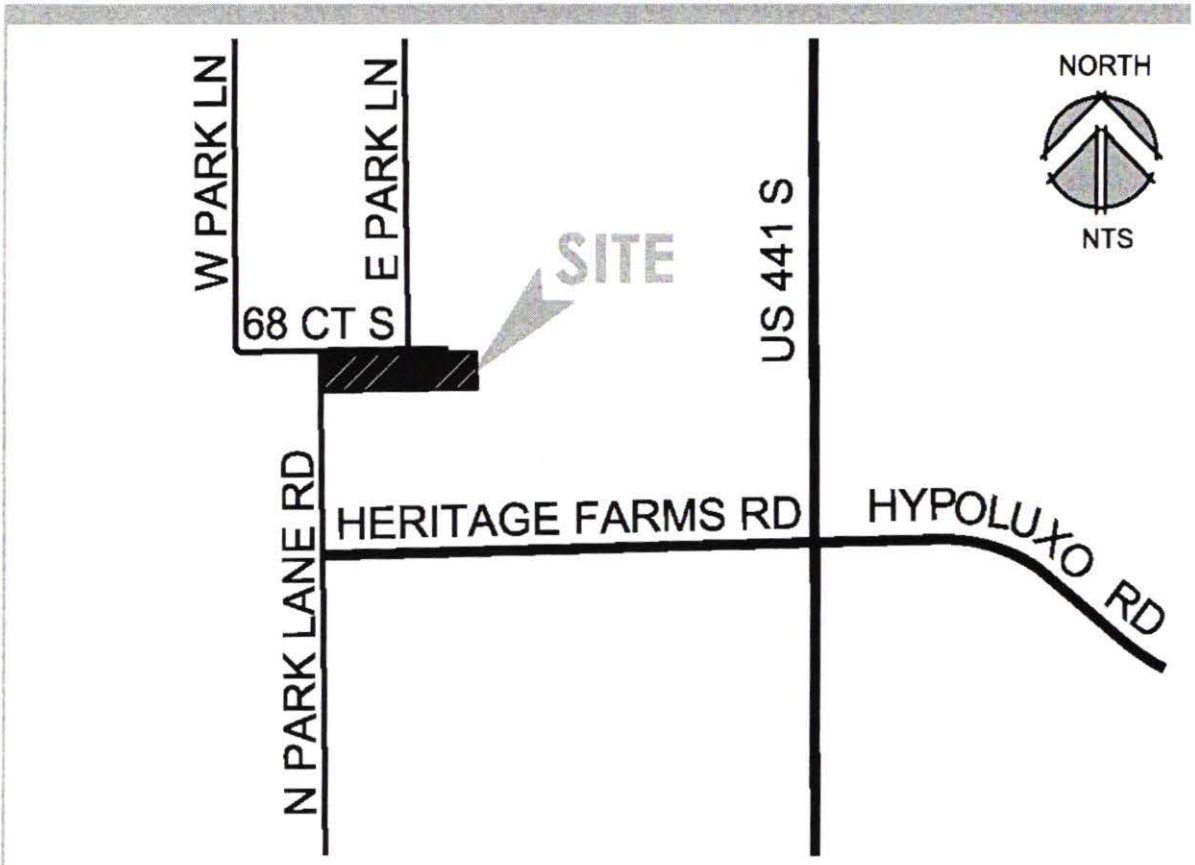 NORTH
NTS
W PARK LN
E PARK LN
US 441 S
SITE
68 CT S
N PARK LANE RD
HERITAGE FARMS RD
HYPOLUXO RD